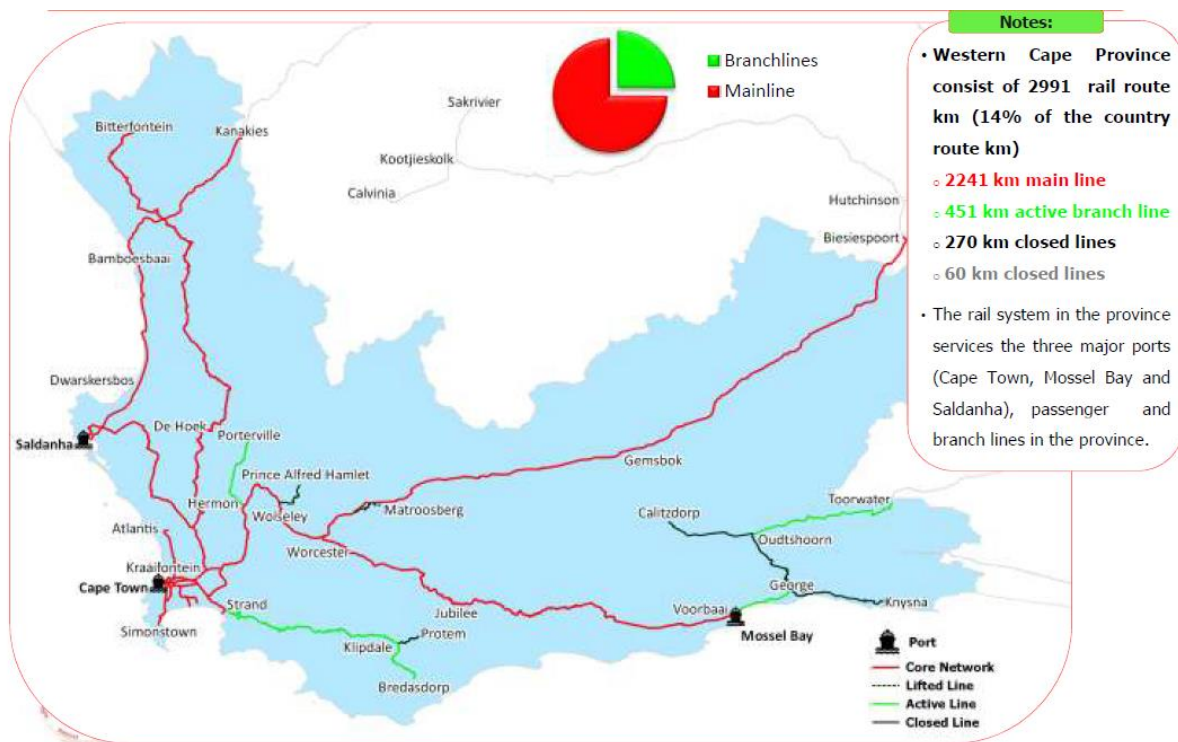 Notes:
• Western Cape Province
consist of 2991 rail route
km (14% of the country
route km)
o 2241 km main line
o 451 km active branch line
o 270 km closed lines
o 60 km closed lines
• The rail system in the province
services the three major ports
(Cape Town, Mossel Bay and
Saldanha), passenger and
branch lines in the province.
Branchlines
Mainline
Bitterfontein
Kanakies
Sakrivier
Kootjieskolk
Calvinia
Hutchinson
Biesiespoort
Bamboesbaai
Dwarskersbos
Saldanha
De Hoek
Porterville
Prince Alfred Hamlet
Gemsbok
Hermon
Wolseley
Matroosberg
Calitzdorp
Toorwater
Atlantis
Worcester
Oudtshoorn
Kraaifontein
Cape Town
George
Strand
Jubilee
Voorbaai
Knysna
Simonstown
Protem
Mossel Bay
Klipdale
Bredasdorp
Port
Core Network
Lifted Line
Active Line
Closed Line